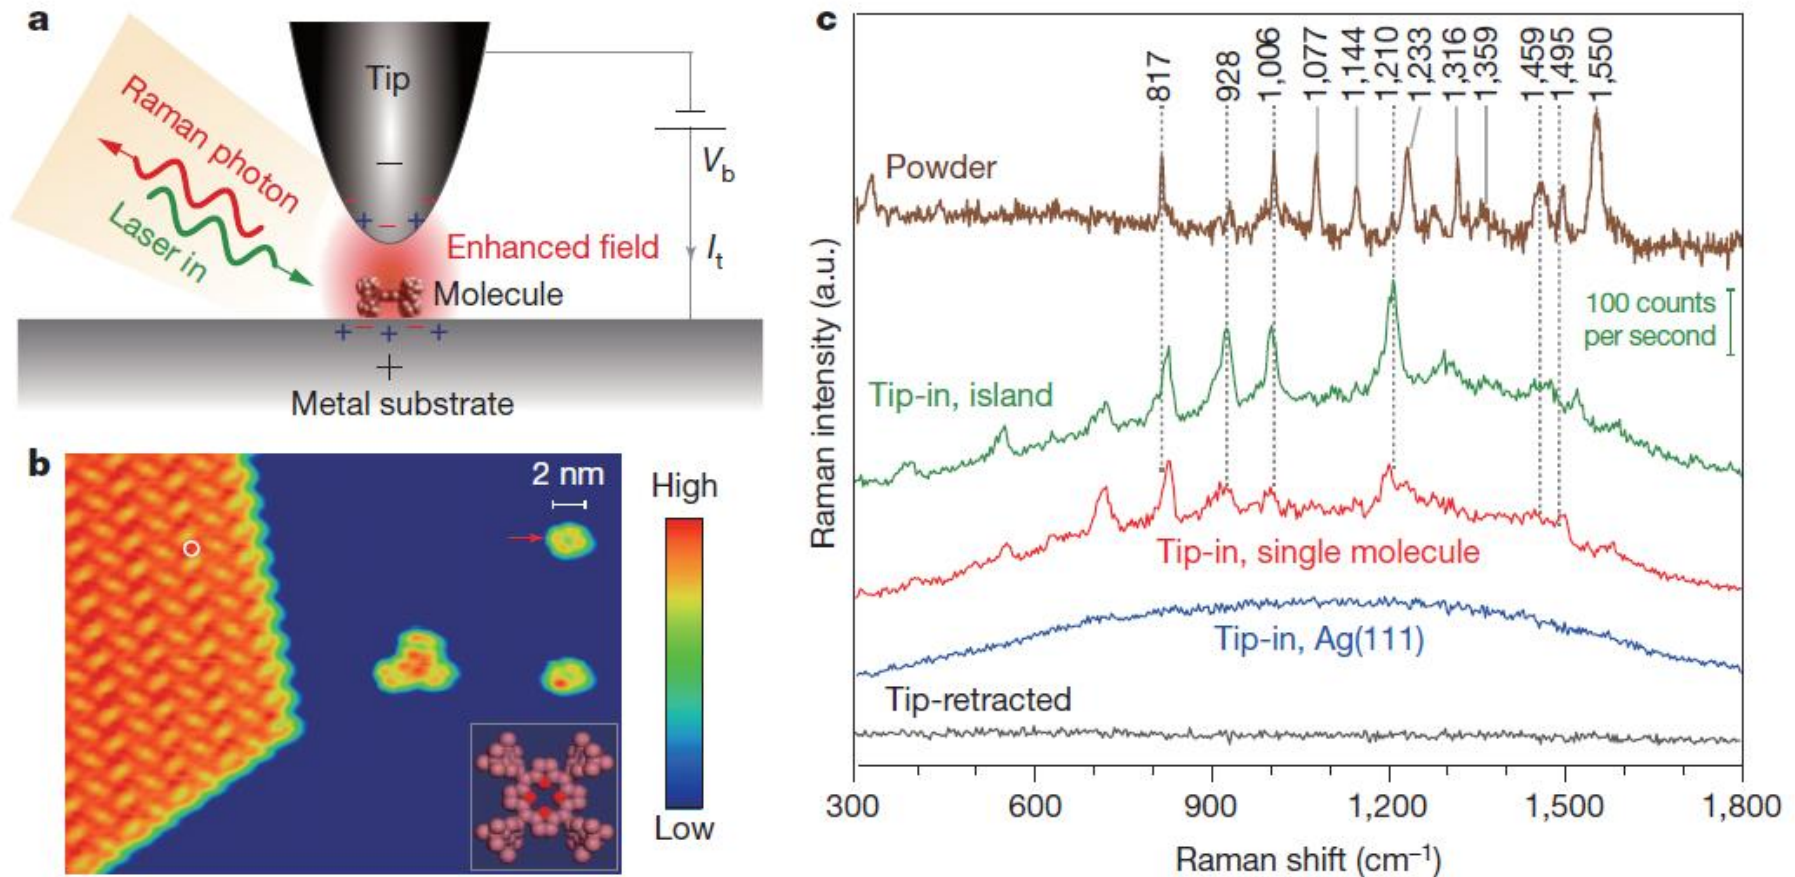 a
Tip
Raman photon
Laser in
Vb
It
Enhanced field
Molecule
Metal substrate
b
2 nm
High
Low
c
817
928
1,006
1,077
1,144
1,210
1,233
1,316
1,359
1,459
1,495
1,550
Powder
100 counts
per second
Tip-in, island
Tip-in, single molecule
Tip-in, Ag(111)
Tip-retracted
Raman intensity (a.u.)
300 600 900 1,200 1,500 1,800
Raman shift (cm⁻¹)